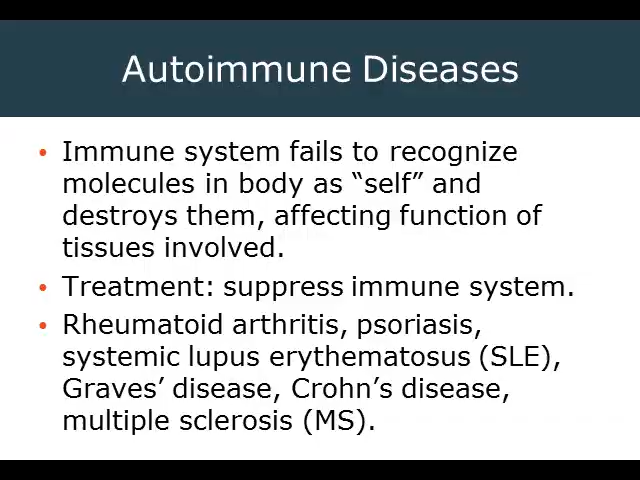 Autoimmune Diseases
• Immune system fails to recognize
molecules in body as “self” and
destroys them, affecting function of
tissues involved.
• Treatment: suppress immune system.
• Rheumatoid arthritis, psoriasis,
systemic lupus erythematosus (SLE),
Graves’ disease, Crohn’s disease,
multiple sclerosis (MS).